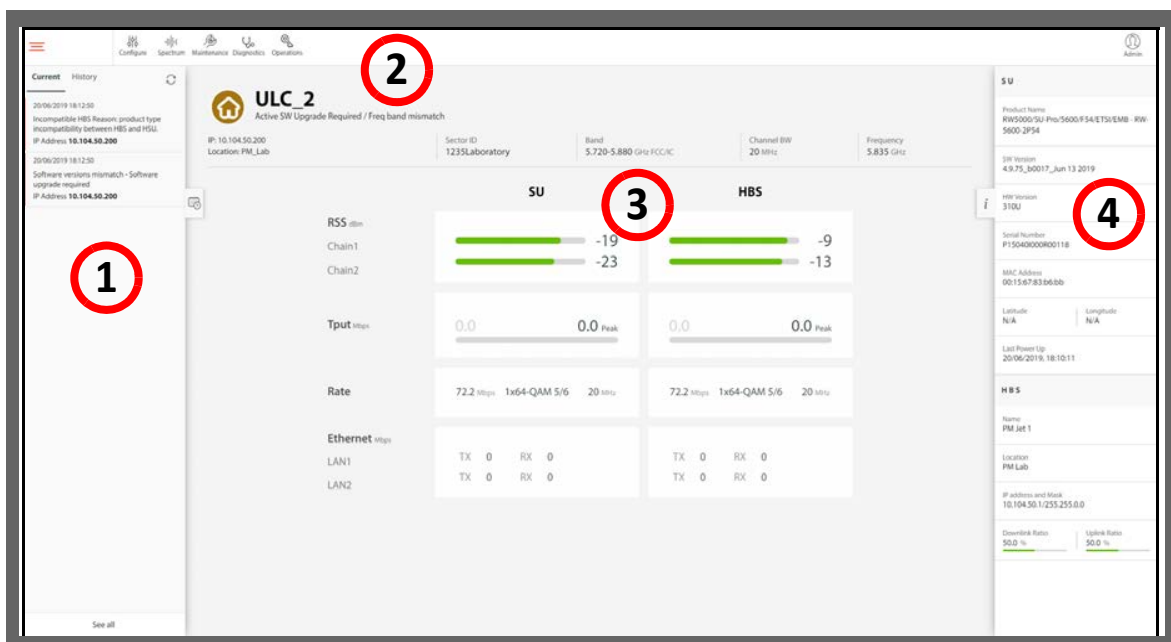 Configure Spectrum Maintenance Diagnostics Operations
Admin
Current History
20/06/2019 18:12:50
Incompatible HBS Reason: product type
incompatibility between HBS and HSU.
IP Address 10.104.50.200
20/06/2019 18:12:50
Software versions mismatch - Software
upgrade required
IP Address 10.104.50.200
1
See all
2
ULC_2
Active SW Upgrade Required / Freq band mismatch
IP: 10.104.50.200
Location: PM_Lab
Sector ID
1235Laboratory
Band
5.720-5.880 GHz FCC/IC
Channel BW
20 MHz
Frequency
5.835 GHz
SU HBS
3
RSS dBm
Chain1 -19 -9
Chain2 -23 -13
Tput Mbps 0.0 0.0 Peak 0.0 0.0 Peak
Rate 72.2 Mbps 1x64-QAM 5/6 20 MHz 72.2 Mbps 1x64-QAM 5/6 20 MHz
Ethernet Mbps
LAN1 TX 0 RX 0 TX 0 RX 0
LAN2 TX 0 RX 0 TX 0 RX 0
i
SU
Product Name
RW5000/SU-Pro/5600/F54/ETSI/EMB - RW-
5600-2P54
SW Version
4.9.75_b0017_Jun 13 2019
HW Version
310U
4
Serial Number
P15040I000R00118
MAC Address
00:15:67:83:b6:bb
Latitude Longitude
N/A N/A
Last Power Up
20/06/2019, 18:10:11
HBS
Name
PM Jet 1
Location
PM Lab
IP address and Mask
10.104.50.1/255.255.0.0
Downlink Ratio Uplink Ratio
50.0 % 50.0 %